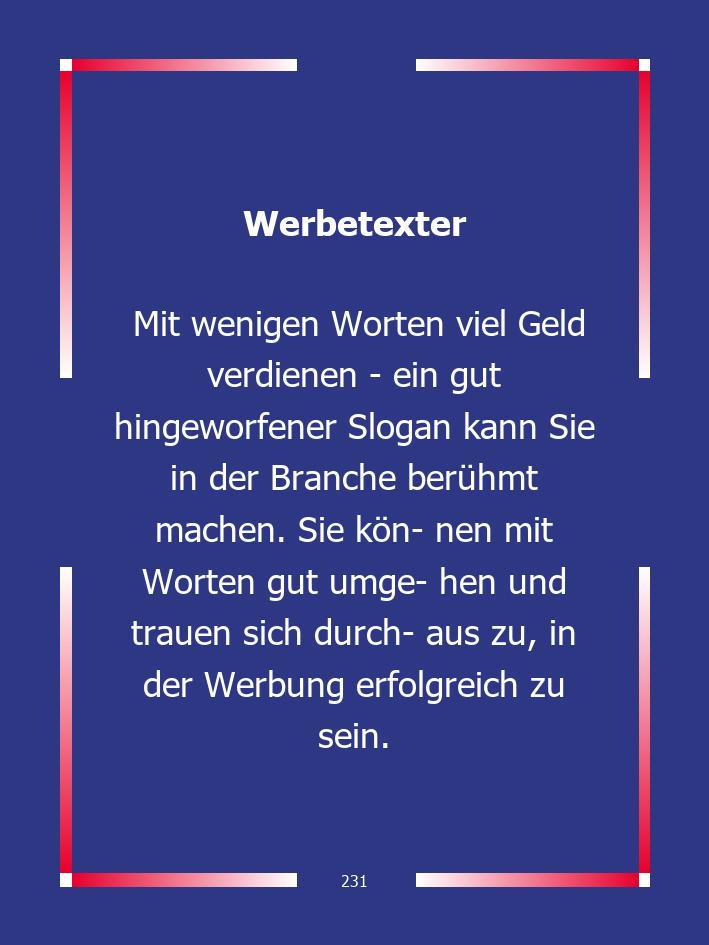 Werbetexter
Mit wenigen Worten viel Geld
verdienen - ein gut
hingeworfener Slogan kann Sie
in der Branche berühmt
machen. Sie kön- nen mit
Worten gut umge- hen und
trauen sich durch- aus zu, in
der Werbung erfolgreich zu
sein.
231